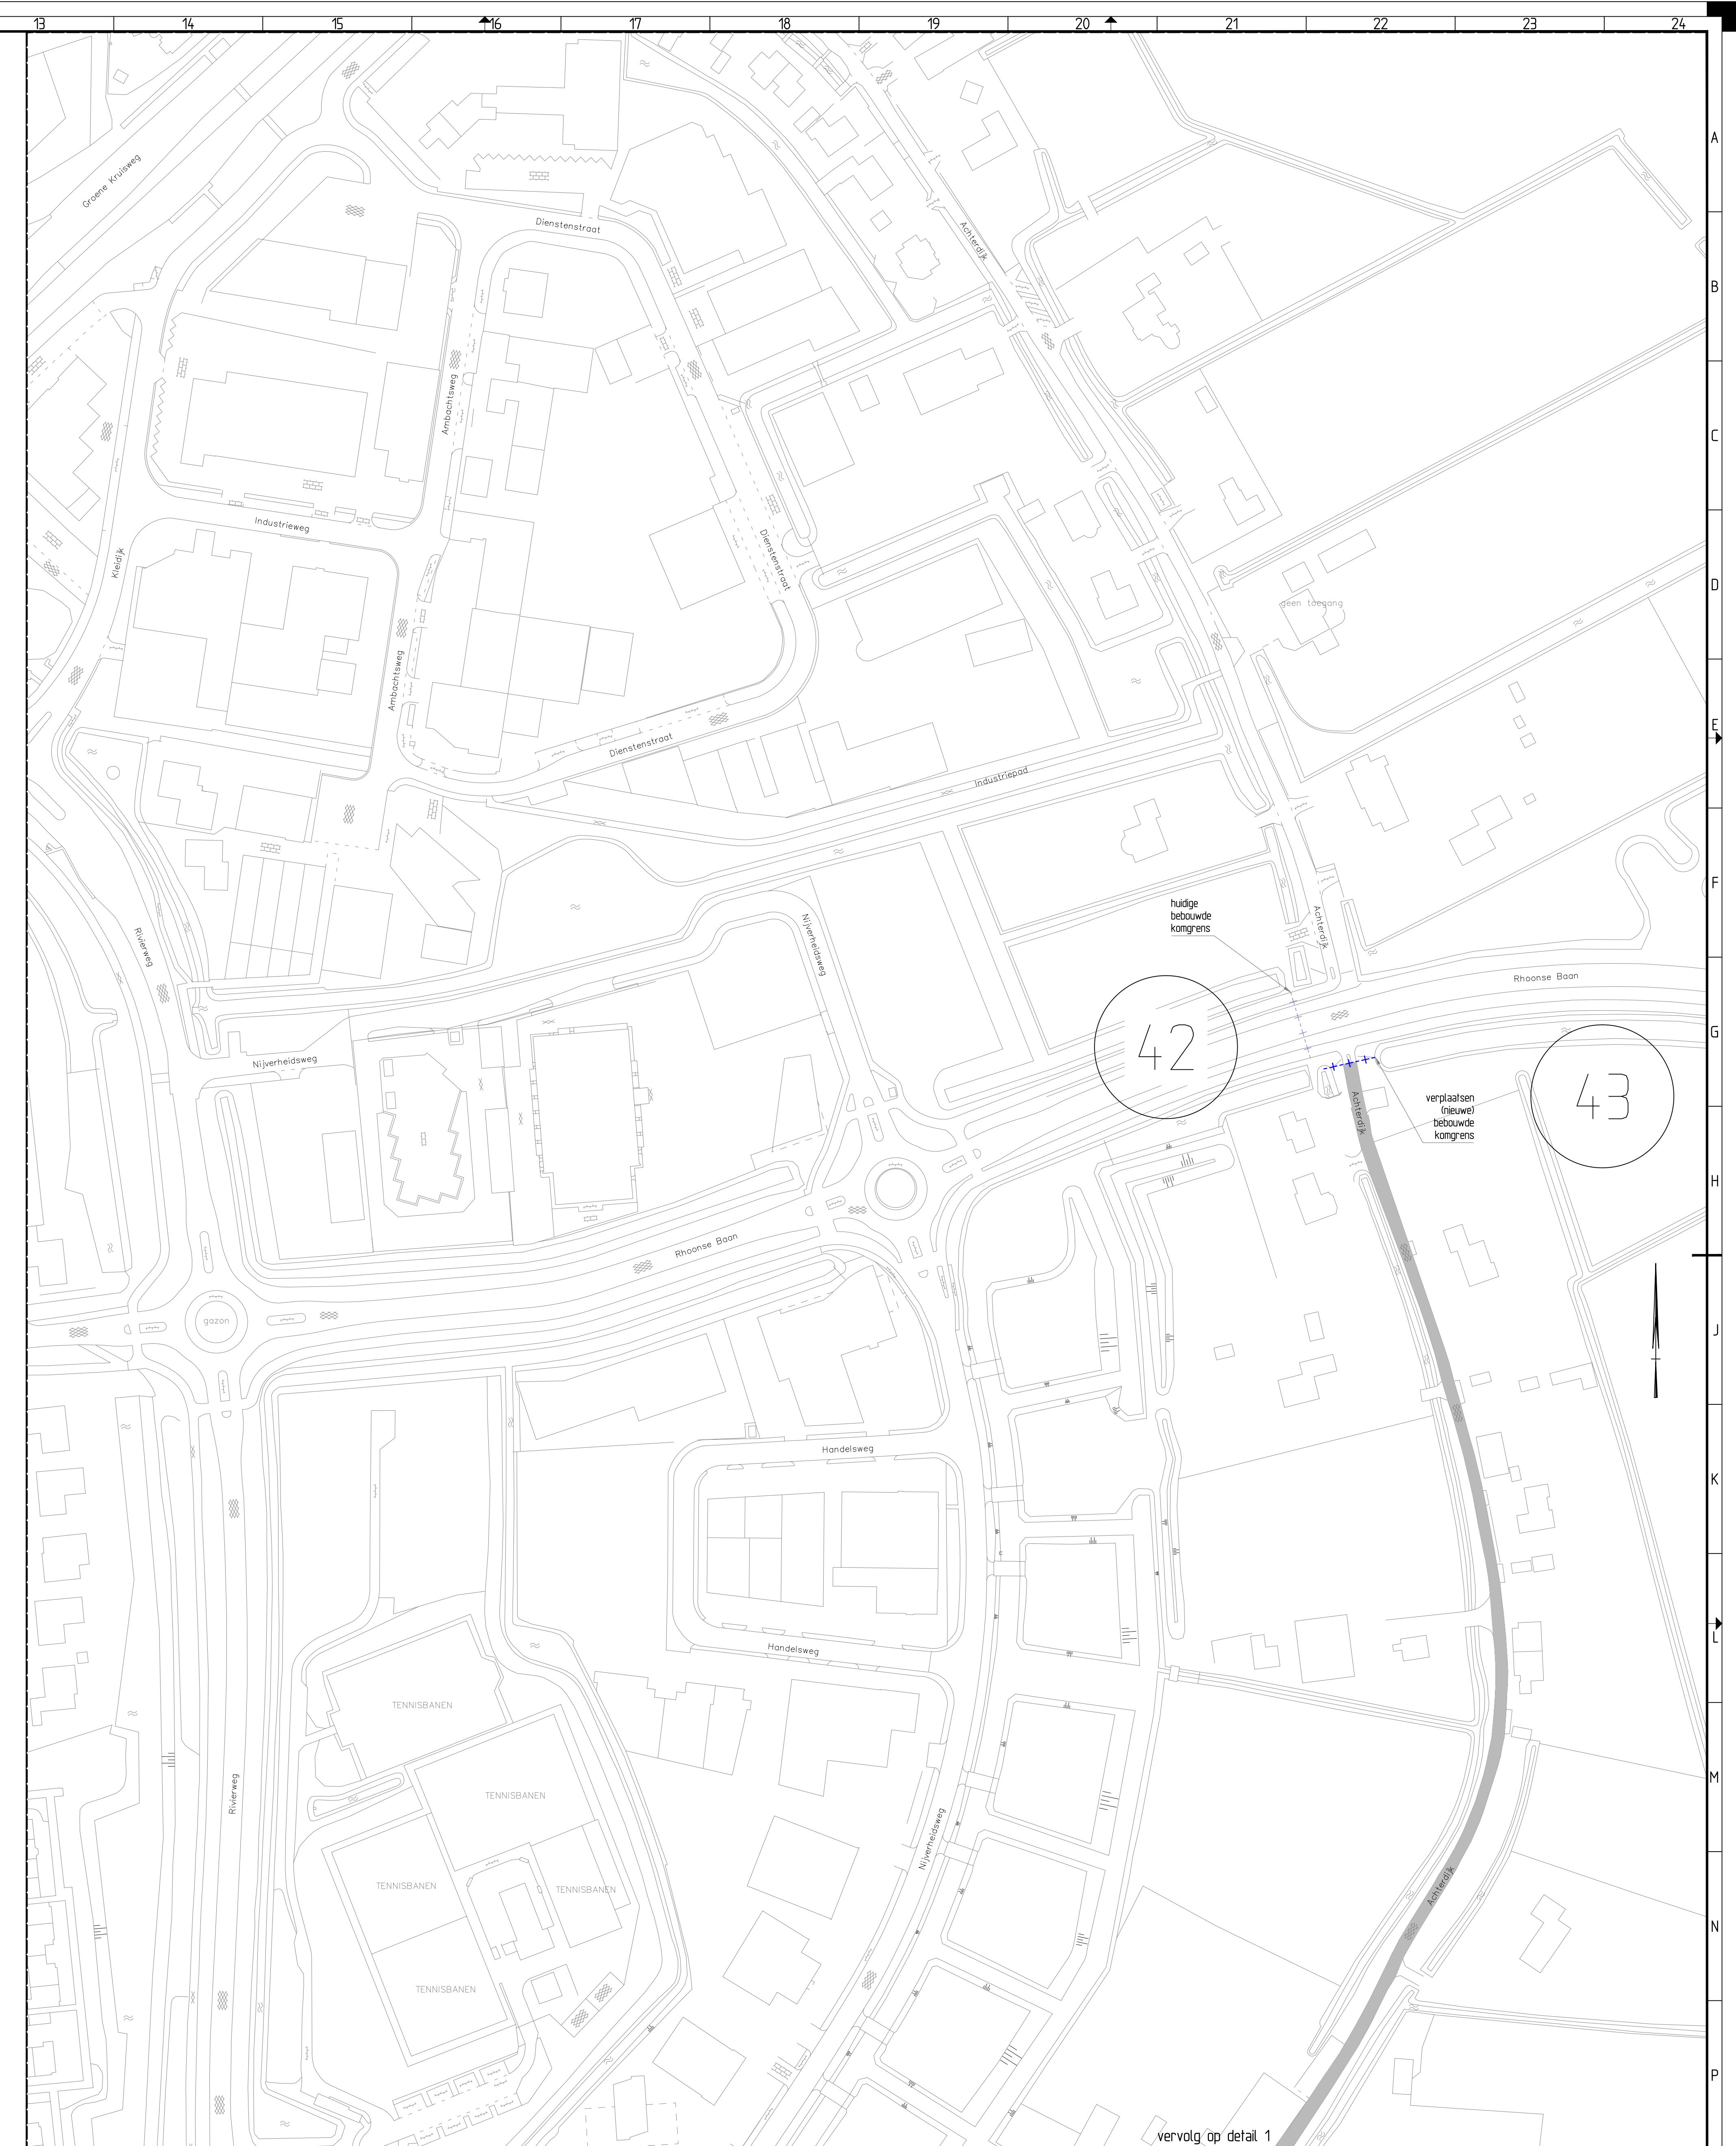 13 14 15 16 17 18 19 20 21 22 23 24
A
Groene Kruisweg
Dienstenstraat
Achterdijk
B
Ambachtsweg
C
Industrieweg
Kleidijk
Dienstenstraat
D
geen toegang
Ambachtsweg
Dienstenstraat
Industriepad
E
F
huidige
bebouwde
komgrens
Achterdijk
Rivierweg
Nijverheidsweg
Rhoonse Baan
42
G
Nijverheidsweg
43
verplaatsen
(nieuwe)
bebouwde
komgrens
Achterdijk
H
Rhoonse Baan
gazon
J
Handelsweg
K
Handelsweg
L
TENNISBANEN
TENNISBANEN
Rivierweg
M
Nijverheidsweg
TENNISBANEN
TENNISBANEN
Achterdijk
N
TENNISBANEN
P
vervolg op detail 1